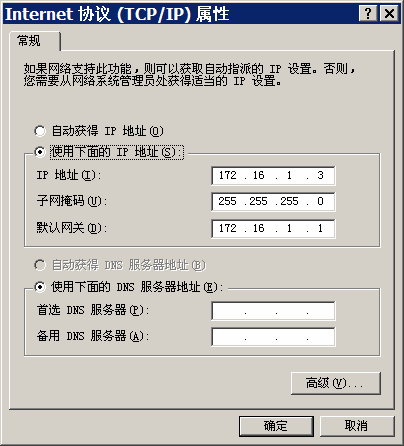 Internet 协议 (TCP/IP) 属性
常规
如果网络支持此功能，则可以获取自动指派的 IP 设置。否则，
您需要从网络系统管理员处获得适当的 IP 设置。
自动获得 IP 地址(O)
使用下面的 IP 地址(S):
IP 地址(I): 172 . 16 . 1 . 3
子网掩码(U): 255 .255 .255 . 0
默认网关(D): 172 . 16 . 1 . 1
自动获得 DNS 服务器地址(B)
使用下面的 DNS 服务器地址(E):
首选 DNS 服务器(P): . . .
备用 DNS 服务器(A): . . .
高级(V)...
确定 取消